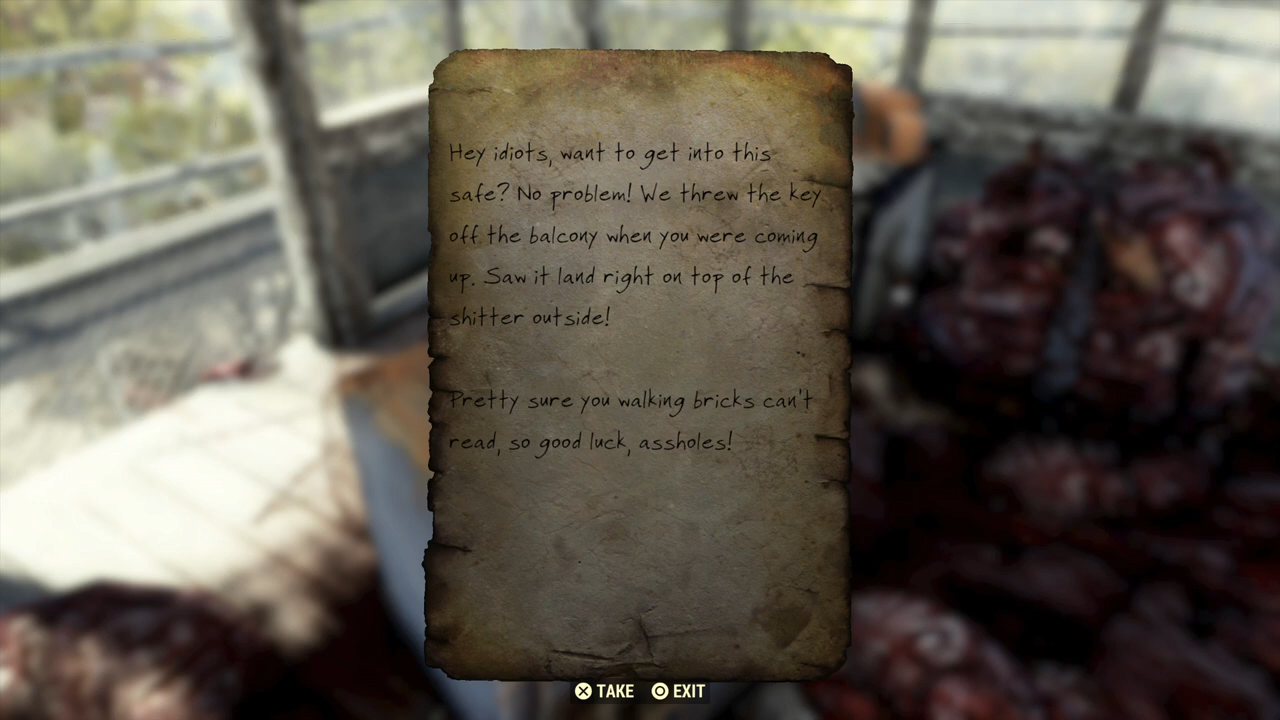 Hey idiots, want to get into this
safe? No problem! We threw the key
off the balcony when you were coming
up. Saw it land right on top of the
shitter outside!
Pretty sure you walking bricks can't
read, so good luck, assholes!
TAKE EXIT